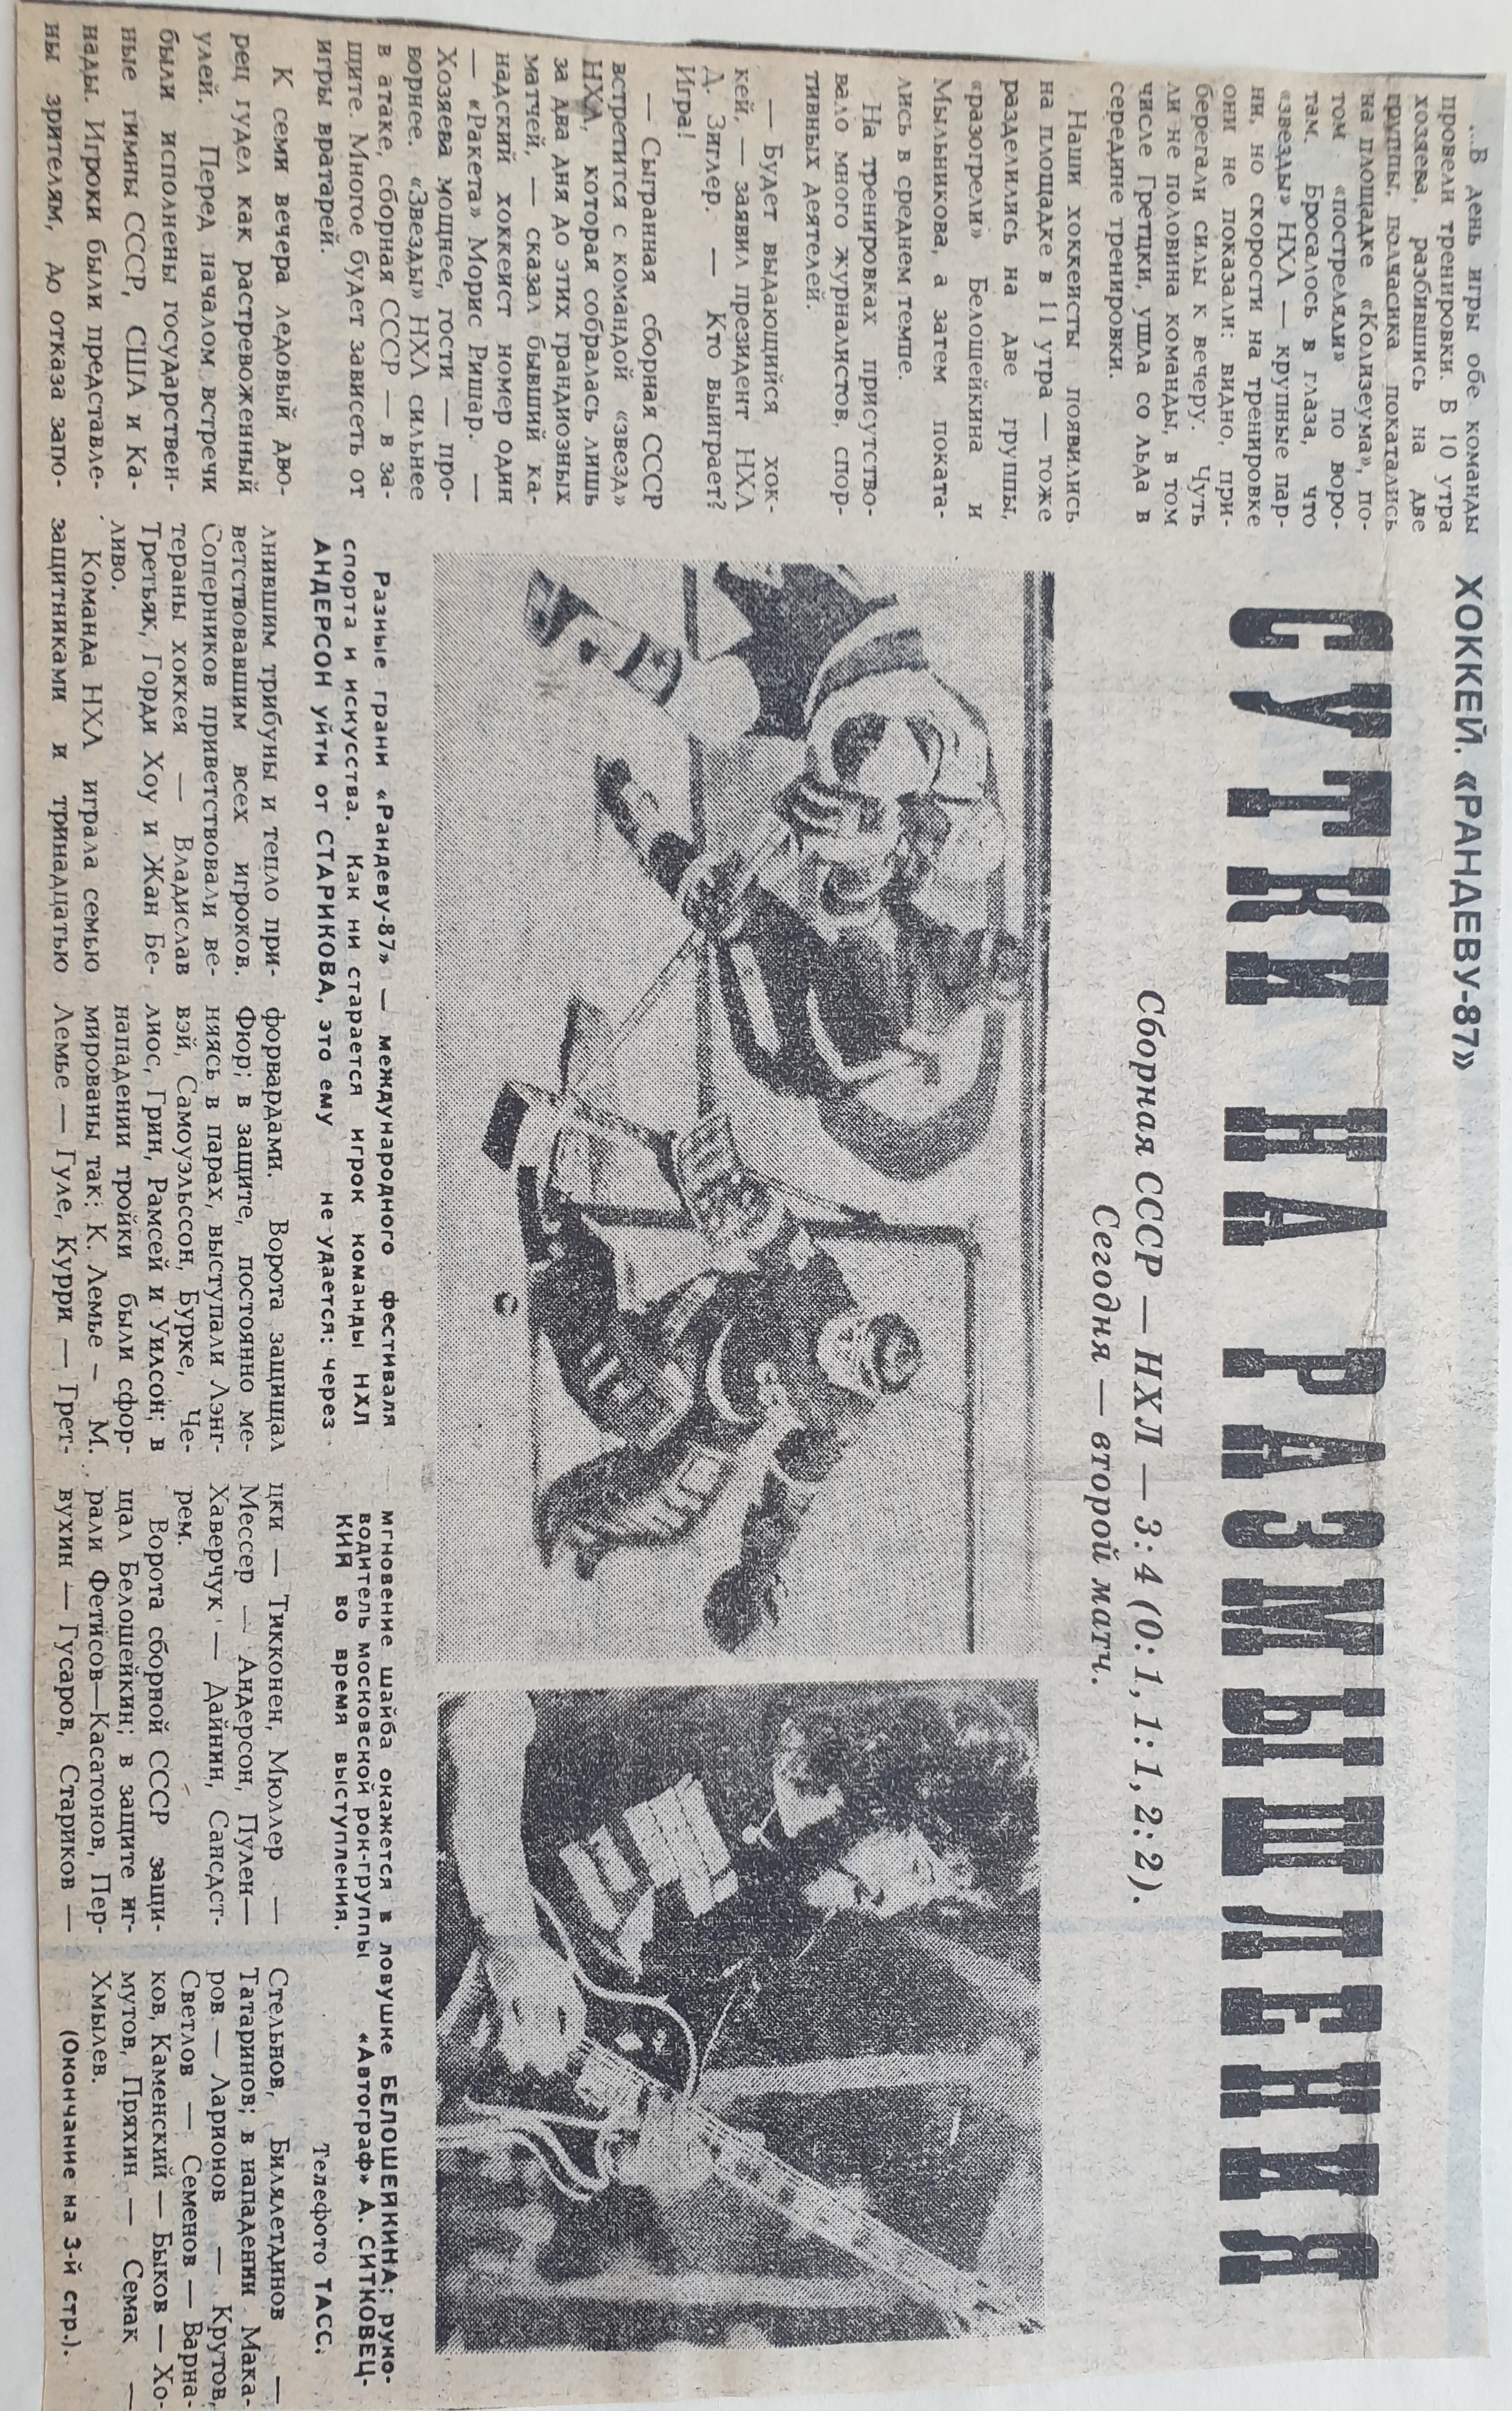 ХОККЕЙ. «РАНДЕВУ-87»
СУТКИ НА РАЗМЫШЛЕНИЯ
Сборная СССР — НХЛ — 3:4 (0:1, 1:1, 2:2).
Сегодня — второй матч.
...В день игры обе команды
провели тренировки. В 10 утра
хозяева, разбившись на две
группы, полчасика покатались
на площадке «Колизеума», по-
том «постреляли» по воро-
там. Бросалось в глаза, что
«звезды» НХЛ — крупные пар-
ни, но скорости на тренировке
они не показали: видно, при-
берегали силы к вечеру. Чуть
ли не половина команды, в том
числе Гретцки, ушла со льда в
середине тренировки.
Наши хоккеисты появились
на площадке в 11 утра — тоже
разделились на две группы,
«разогрели» Белошейкина и
Мыльникова, а затем поката-
лись в среднем темпе.
На тренировках присутство-
вало много журналистов, спор-
тивных деятелей.
— Будет выдающийся хок-
кей, — заявил президент НХЛ
Д. Зиглер. — Кто выиграет?
Игра!
— Сыгранная сборная СССР
встретится с командой «звезд»
НХЛ, которая собралась лишь
за два дня до этих грандиозных
матчей, — сказал бывший ка-
надский хоккеист номер один
— «Ракета» Морис Ришар. —
Хозяева мощнее, гости — про-
ворнее. «Звезды» НХЛ сильнее
в атаке, сборная СССР — в за-
щите. Многое будет зависеть от
игры вратарей.
К семи вечера ледовый дво-
рец гудел как растревоженный
улей. Перед началом встречи
были исполнены государствен-
ные гимны СССР, США и Ка-
нады. Игроки были представле-
ны зрителям, до отказа запо-
Разные грани «Рандеву-87» — международного фестиваля
спорта и искусства. Как ни старается игрок команды НХЛ
АНДЕРСОН уйти от СТАРИКОВА, это ему не удается: через
мгновение шайба окажется в ловушке БЕЛОШЕЙКИНА; руко-
водитель московской рок-группы «Автограф» А. СИТКОВЕЦ-
КИЙ во время выступления.
Телефото ТАСС.
лнившим трибуны и тепло при-
ветствовавшим всех игроков.
Соперников приветствовали ве-
тераны хоккея — Владислав
Третьяк, Горди Хоу и Жан Бе-
ливо.
Команда НХЛ играла семью
защитниками и тринадцатью
форвардами. Ворота защищал
Фюр; в защите, постоянно ме-
няясь в парах, выступали Лэнг-
вэй, Самоуэльссон, Бурке, Че-
лиос, Грин, Рамсей и Уилсон; в
нападении тройки были сфор-
мированы так: К. Лемье — М.
Лемье — Гуле, Курри — Грет-
цки — Тикконен, Мюллер —
Мессер — Андерсон, Пулен—
Хаверчук — Дайнин, Сансдст-
рем.
Ворота сборной СССР защи-
щал Белошейкин; в защите иг-
рали Фетисов—Касатонов, Пер-
вухин — Гусаров, Стариков —
Стельнов, Билялетдинов —
Татаринов; в нападении Мака-
ров — Ларионов — Крутов,
Светлов — Семенов — Варна-
ков, Каменский — Быков — Хо-
мутов, Пряхин — Семак —
Хмылев.
(Окончание на 3-й стр.).